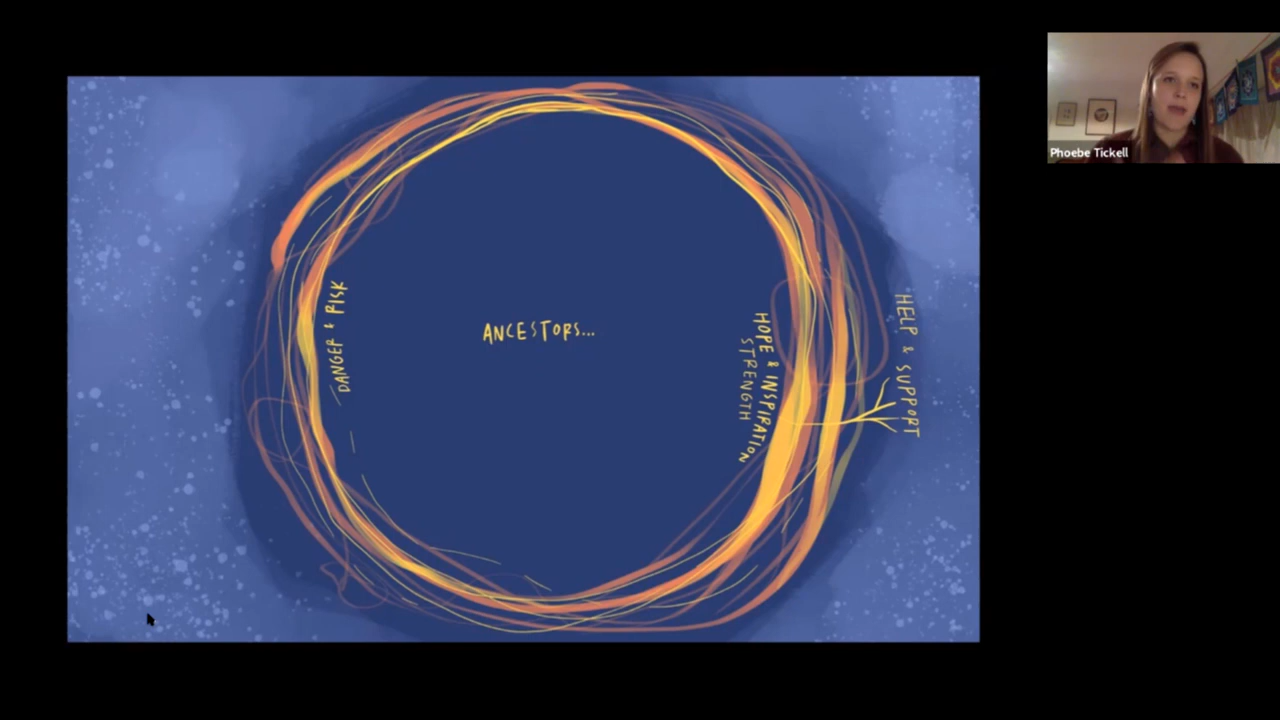 Phoebe Tickell
DANGER & RISK
ANCESTORS...
HOPE & INSPIRATION
STRENGTH
HELP & SUPPORT